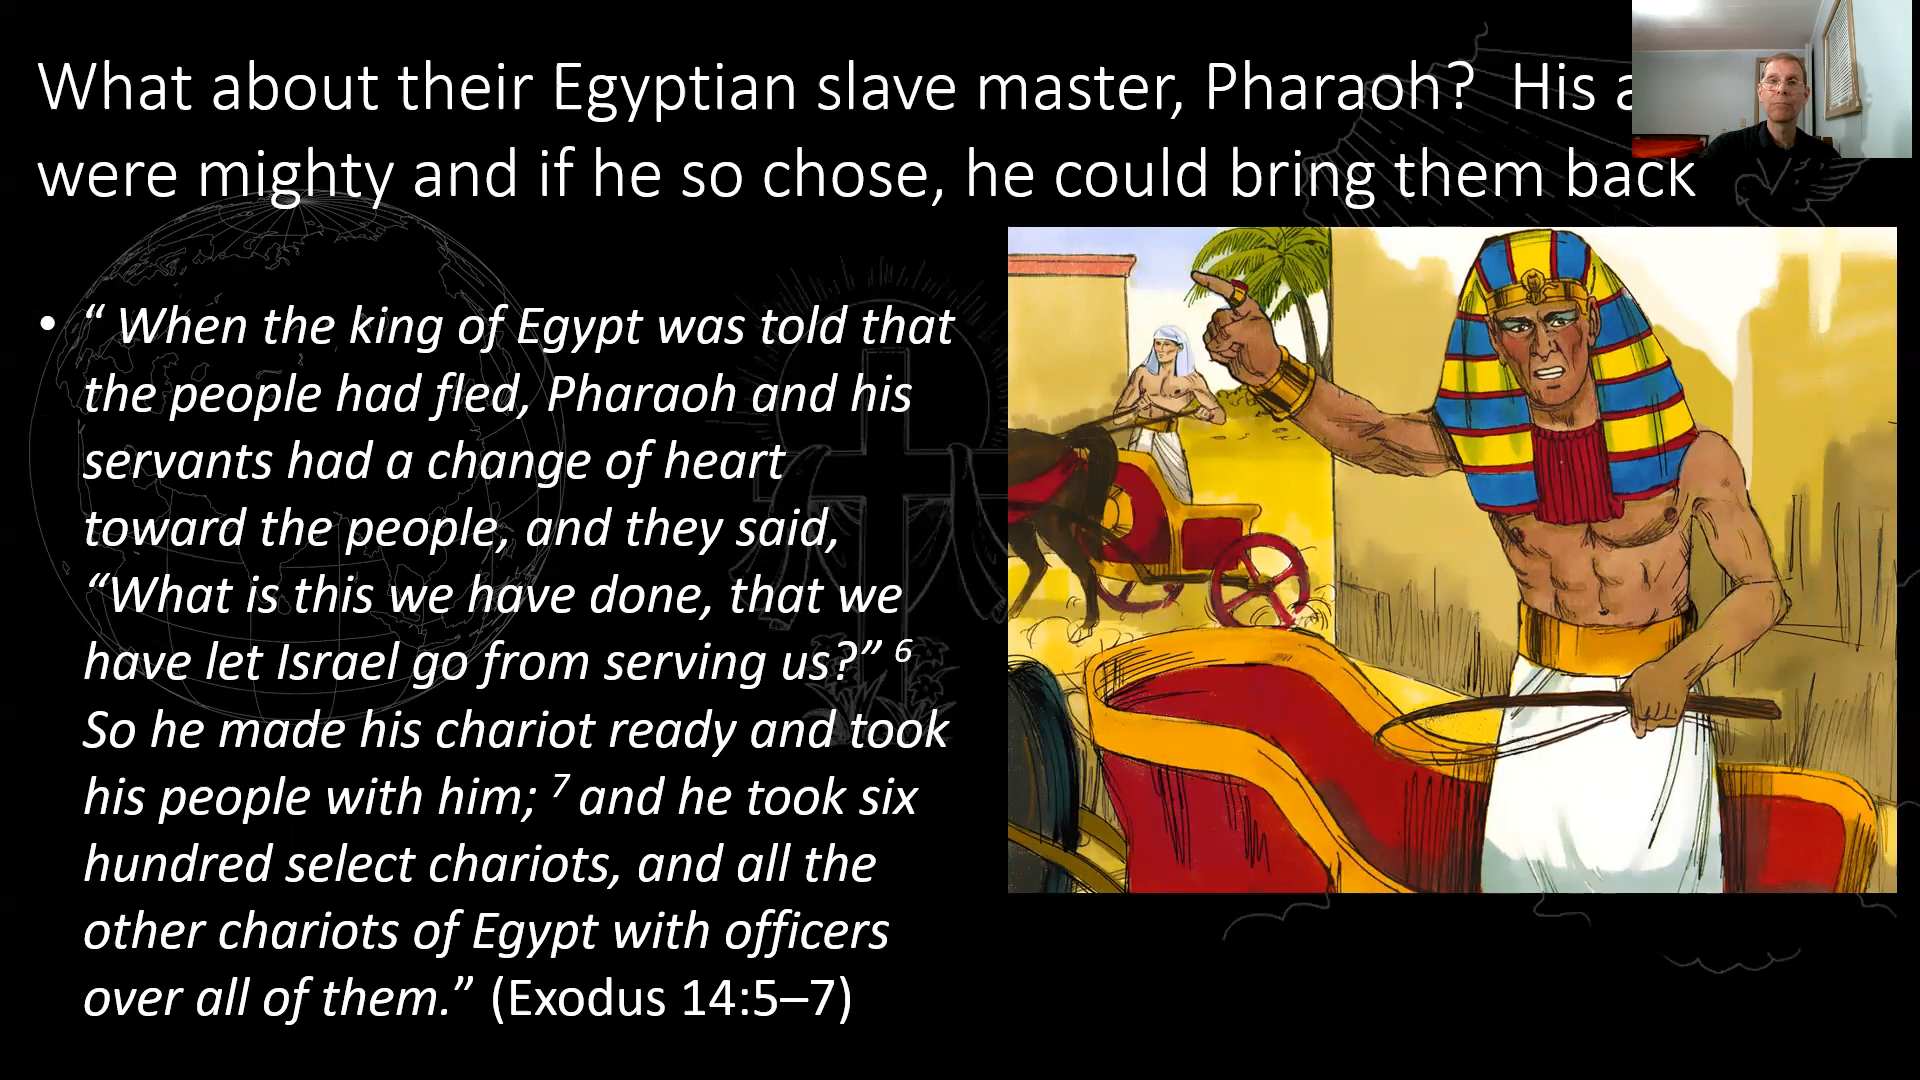 What about their Egyptian slave master, Pharaoh? His
were mighty and if he so chose, he could bring them back
• “ When the king of Egypt was told that
the people had fled, Pharaoh and his
servants had a change of heart
toward the people, and they said,
“What is this we have done, that we
have let Israel go from serving us?” 6
So he made his chariot ready and took
his people with him; 7 and he took six
hundred select chariots, and all the
other chariots of Egypt with officers
over all of them.” (Exodus 14:5–7)